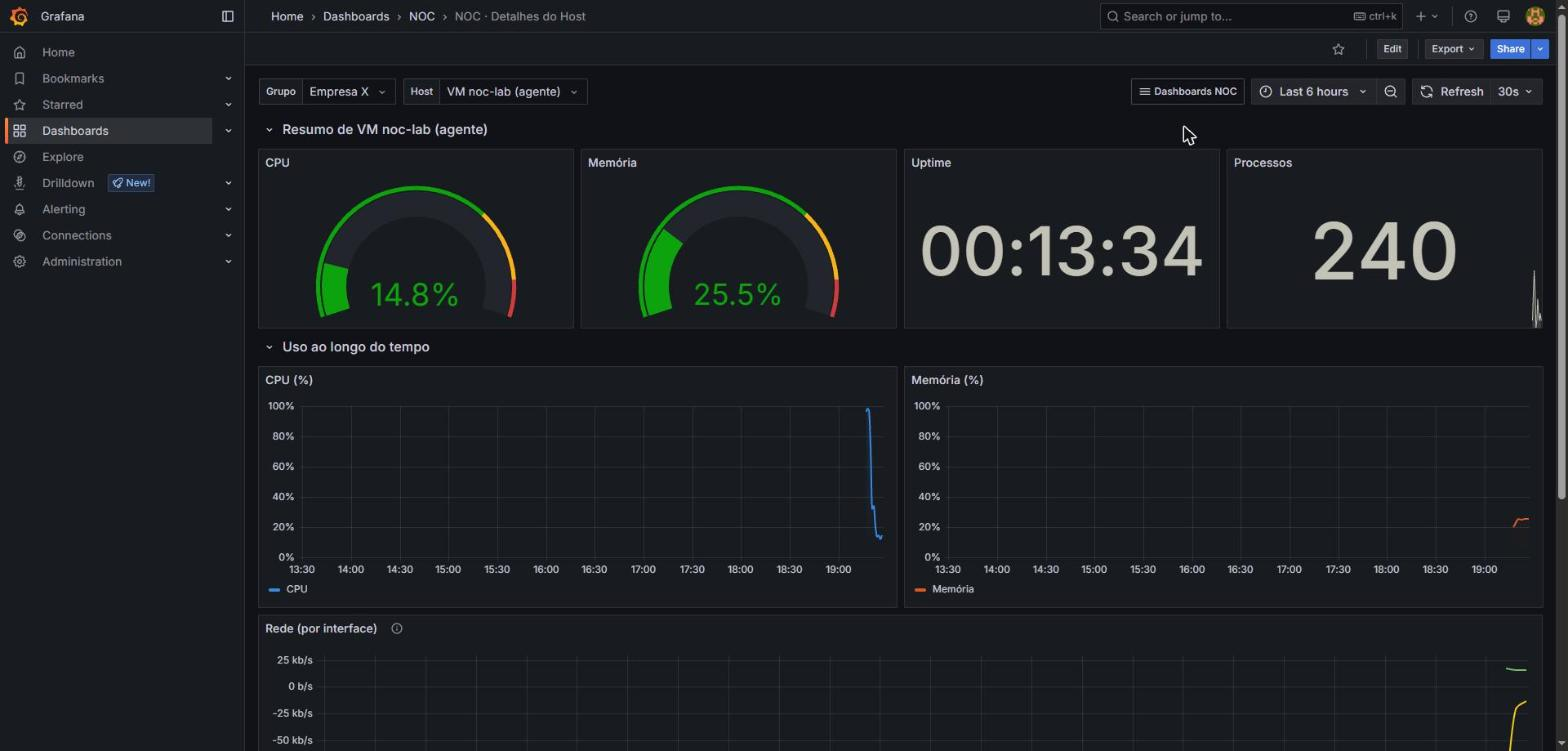 Grafana
Home › Dashboards › NOC › NOC · Detalhes do Host
Search or jump to... ctrl+k
Home
Bookmarks
Starred
Dashboards
Explore
Drilldown New!
Alerting
Connections
Administration
Edit Export Share
Grupo Empresa X Host VM noc-lab (agente) Dashboards NOC Last 6 hours Refresh 30s
Resumo de VM noc-lab (agente)
CPU
14.8%
Memória
25.5%
Uptime
00:13:34
Processos
240
Uso ao longo do tempo
CPU (%)
100%
80%
60%
40%
20%
0%
13:30 14:00 14:30 15:00 15:30 16:00 16:30 17:00 17:30 18:00 18:30 19:00
CPU
Memória (%)
100%
80%
60%
40%
20%
0%
13:30 14:00 14:30 15:00 15:30 16:00 16:30 17:00 17:30 18:00 18:30 19:00
Memória
Rede (por interface)
25 kb/s
0 b/s
-25 kb/s
-50 kb/s